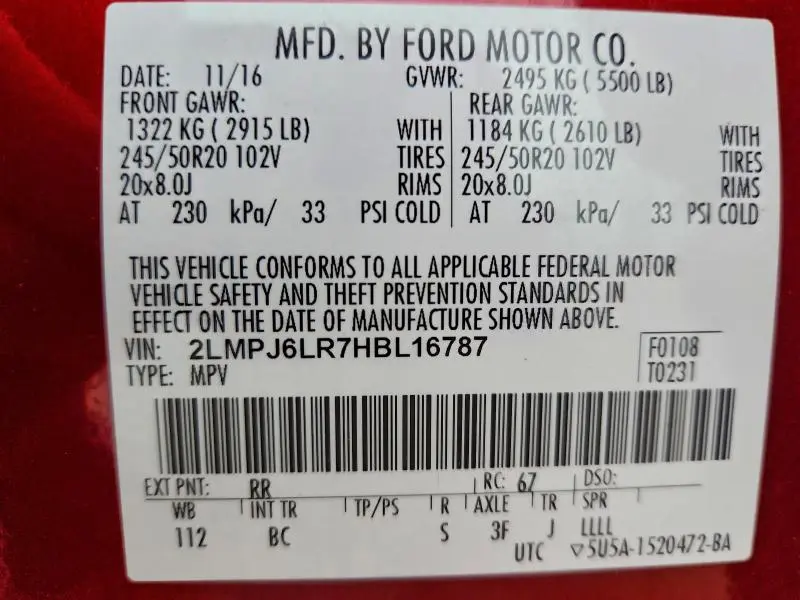 MFD. BY FORD MOTOR CO.
DATE: 11/16 GVWR: 2495 KG ( 5500 LB)
FRONT GAWR: REAR GAWR:
1322 KG ( 2915 LB) WITH 1184 KG ( 2610 LB) WITH
245/50R20 102V TIRES 245/50R20 102V TIRES
20x8.0J RIMS 20x8.0J RIMS
AT 230 kPa/ 33 PSI COLD AT 230 kPa/ 33 PSI COLD
THIS VEHICLE CONFORMS TO ALL APPLICABLE FEDERAL MOTOR
VEHICLE SAFETY AND THEFT PREVENTION STANDARDS IN
EFFECT ON THE DATE OF MANUFACTURE SHOWN ABOVE.
VIN: 2LMPJ6LR7HBL16787 F0108
TYPE: MPV T0231
EXT PNT: RR RC: 67 DSO:
WB INT TR TP/PS R AXLE TR SPR
112 BC S 3F J LLLL
UTC ▽5U5A-1520472-BA